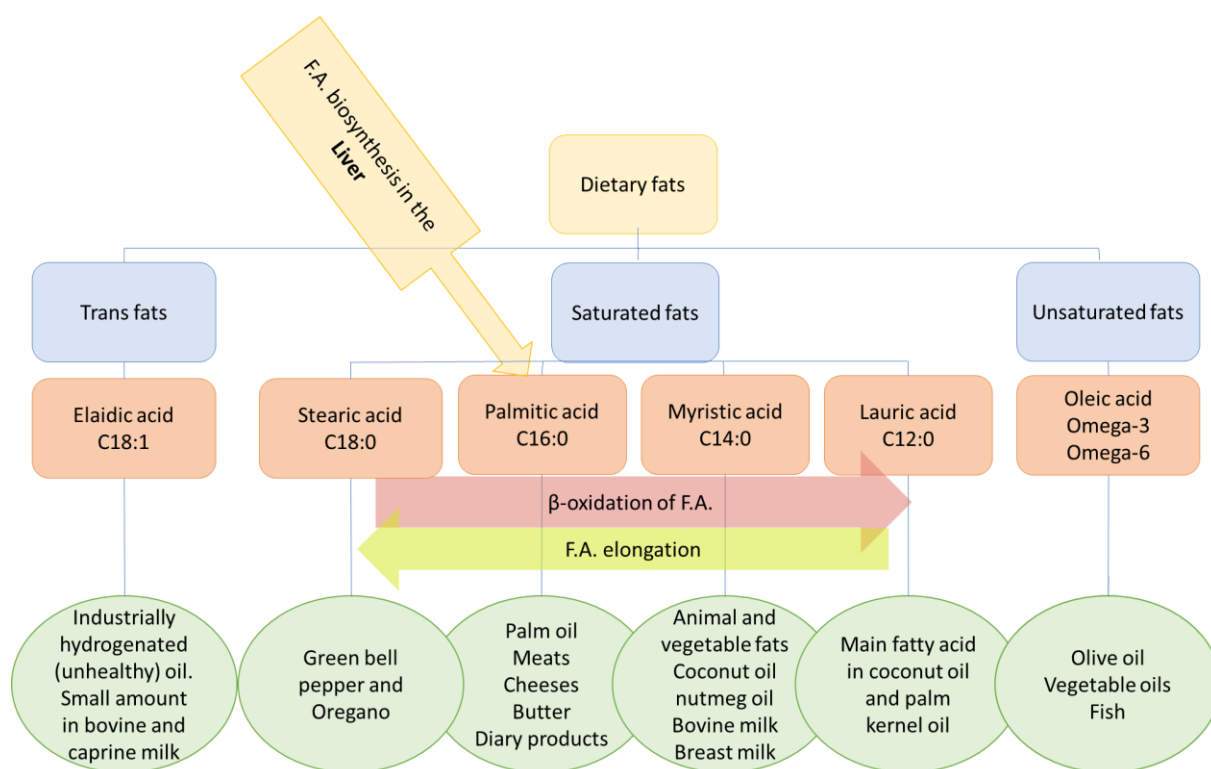 F.A. biosynthesis in the
Liver
Dietary fats
Trans fats
Saturated fats
Unsaturated fats
Elaidic acid
C18:1
Stearic acid
C18:0
Palmitic acid
C16:0
Myristic acid
C14:0
Lauric acid
C12:0
Oleic acid
Omega-3
Omega-6
β-oxidation of F.A.
F.A. elongation
Industrially
hydrogenated
(unhealthy) oil.
Small amount
in bovine and
caprine milk
Green bell
pepper and
Oregano
Palm oil
Meats
Cheeses
Butter
Diary products
Animal and
vegetable fats
Coconut oil
nutmeg oil
Bovine milk
Breast milk
Main fatty acid
in coconut oil
and palm
kernel oil
Olive oil
Vegetable oils
Fish